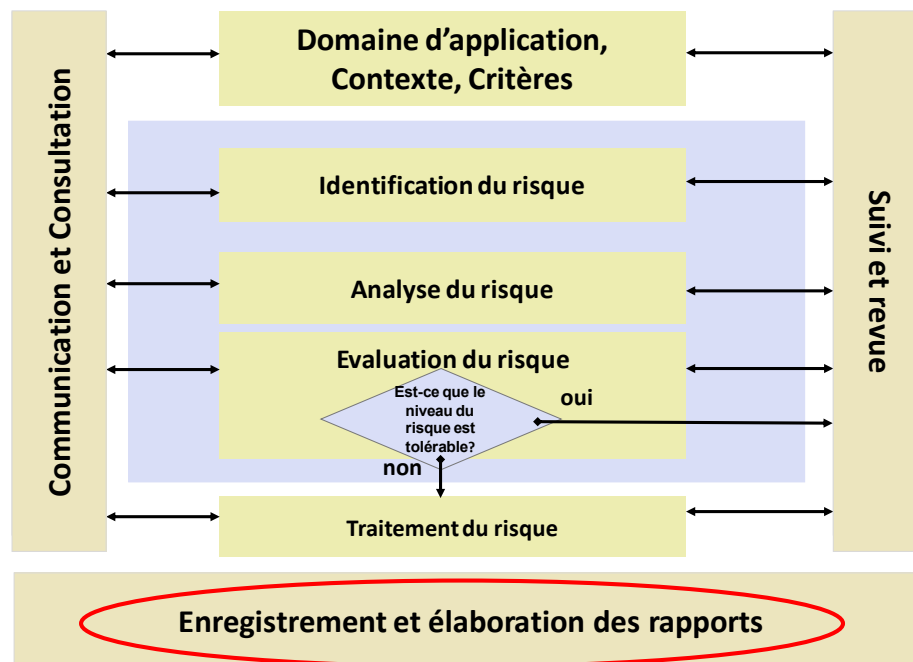 Communication et Consultation
Domaine d’application,
Contexte, Critères
Identification du risque
Analyse du risque
Evaluation du risque
Est-ce que le
niveau du
risque est
tolérable?
oui
non
Traitement du risque
Suivi et revue
Enregistrement et élaboration des rapports